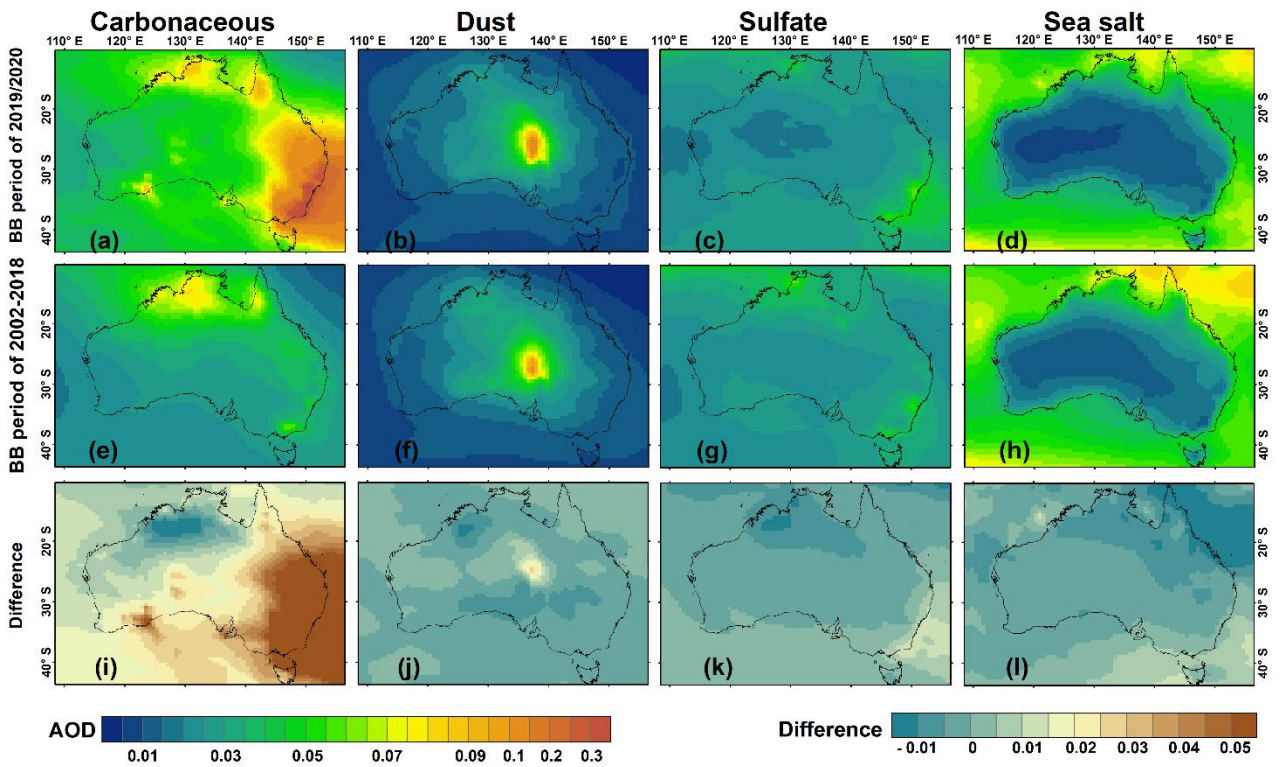 Carbonaceous Dust Sulfate Sea salt
110° E 120° E 130° E 140° E 150° E 110° E 120° E 130° E 140° E 150° E 110° E 120° E 130° E 140° E 150° E 110° E 120° E 130° E 140° E 150° E
BB period of 2019/2020
20° S 30° S 40° S
(a) (b) (c) (d)
20° S 30° S 40° S
BB period of 2002-2018
20° S 30° S 40° S
(e) (f) (g) (h)
20° S 30° S 40° S
Difference
20° S 30° S 40° S
(i) (j) (k) (l)
20° S 30° S 40° S
AOD
0.01 0.03 0.05 0.07 0.09 0.1 0.2 0.3
Difference
- 0.01 0 0.01 0.02 0.03 0.04 0.05